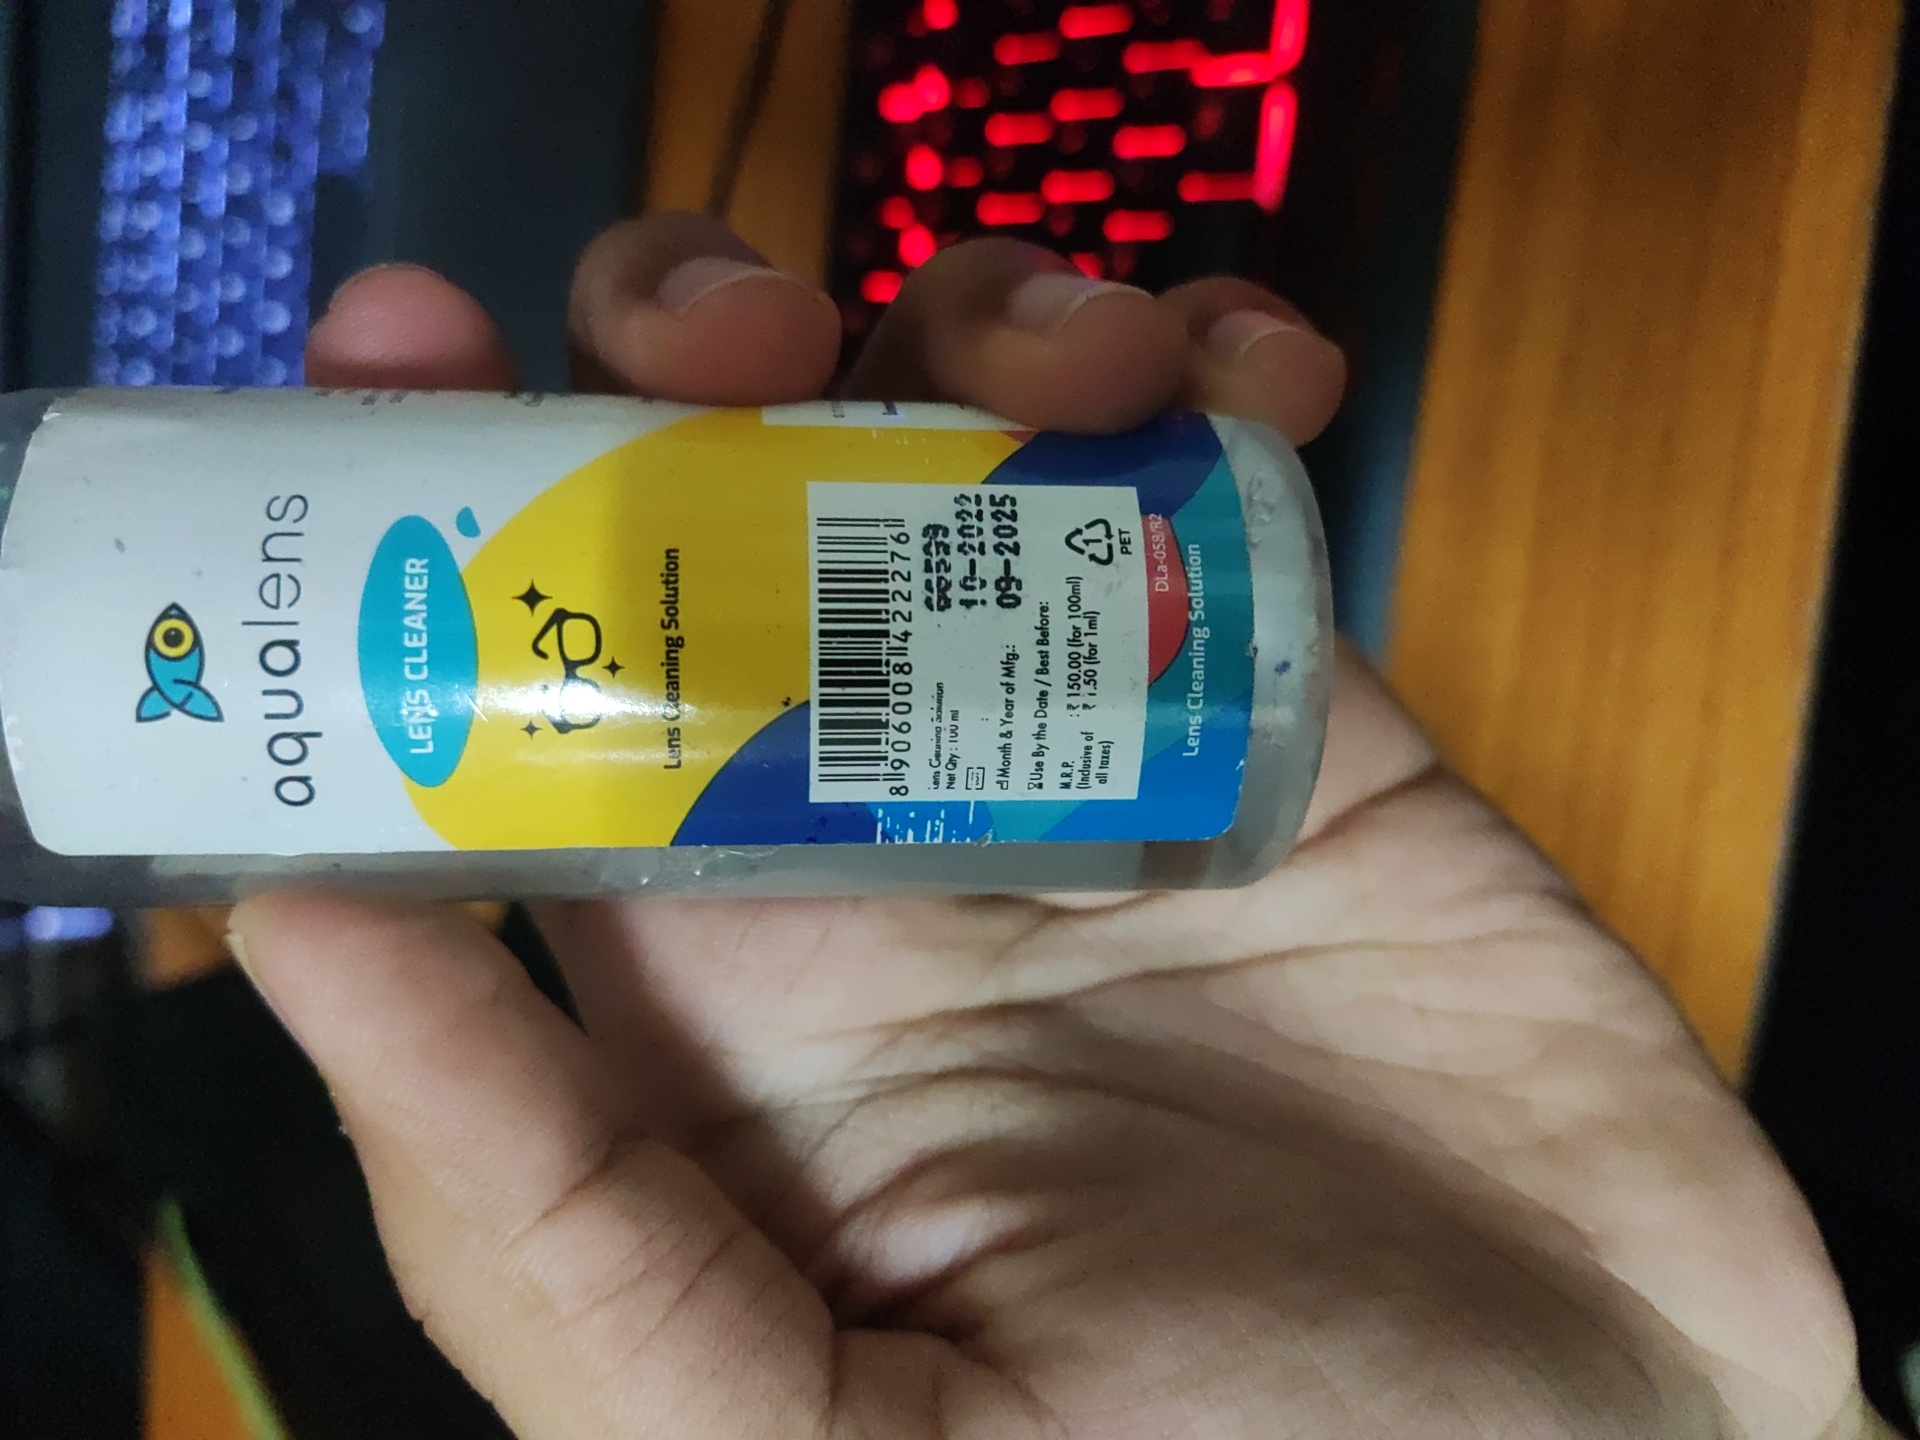 aqualens
LENS CLEANER
Lens Cleaning Solution
8 906008 422276
Lens Cleaning Solution
Net Qty : 100 ml
:
10-2022
Month & Year of Mfg.: 09-2025
Use By the Date / Best Before:
M.R.P. : ₹ 150.00 (for 100ml)
(Inclusive of ₹ 1.50 (for 1ml)
all taxes)
1
PET
DLa-058/R2
Lens Cleaning Solution